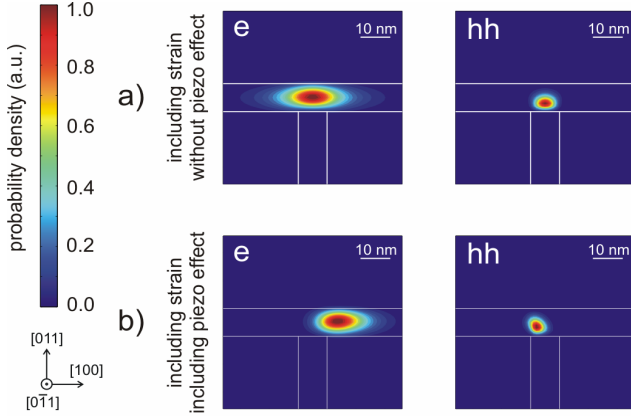 probability density (a.u.)
1.0
0.8
0.6
0.4
0.2
0.0
a)
including strain
without piezo effect
e
10 nm
hh
10 nm
b)
including strain
including piezo effect
e
10 nm
hh
10 nm
[011]
[100]
[01̅1]